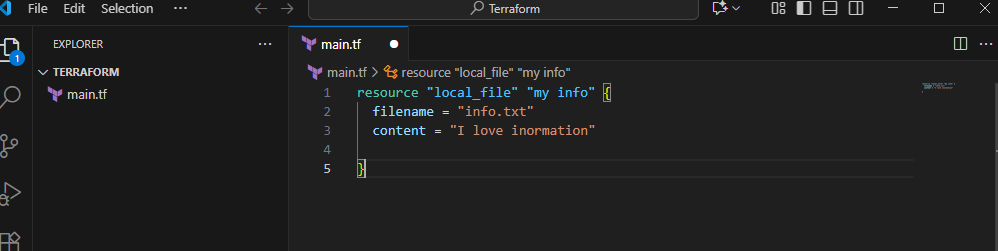 File Edit Selection ... Terraform
EXPLORER ...
main.tf
...
1
TERRAFORM
main.tf > resource "local_file" "my info"
main.tf
1 resource "local_file" "my info" {
2 filename = "info.txt"
3 content = "I love inormation"
4
5 }